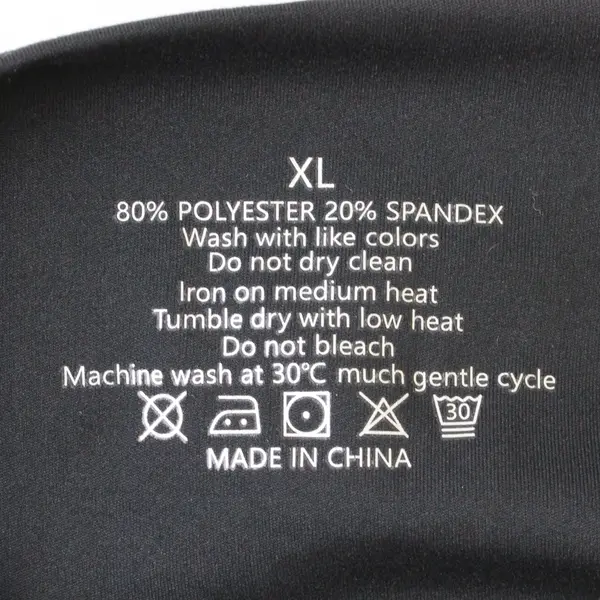 XL
80% POLYESTER 20% SPANDEX
Wash with like colors
Do not dry clean
Iron on medium heat
Tumble dry with low heat
Do not bleach
Machine wash at 30℃ much gentle cycle
30
MADE IN CHINA